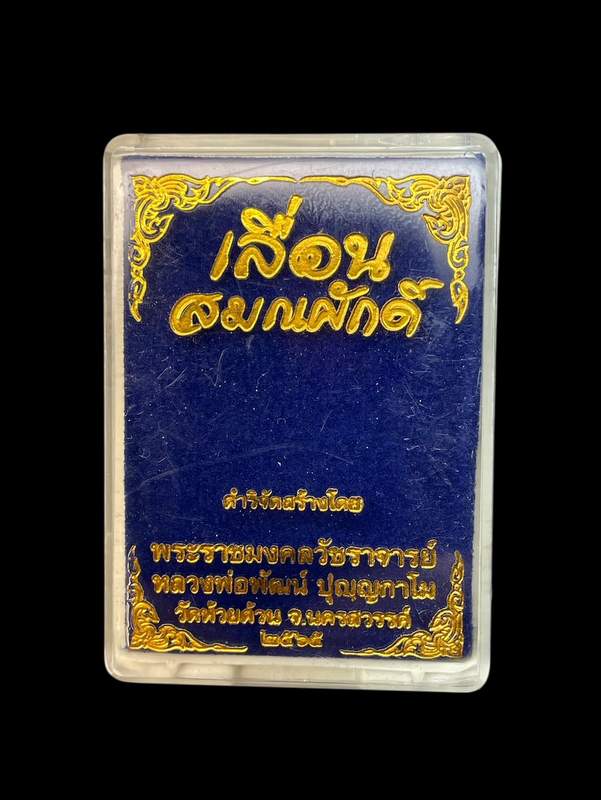 เลื่อน
สมณศักดิ์
ดำริจัดสร้างโดย
พระราชมงคลวัชราจารย์
หลวงพ่อพัฒน์ ปุญฺญกาโม
วัดห้วยด้วน จ.นครสวรรค์
๒๕๖๕